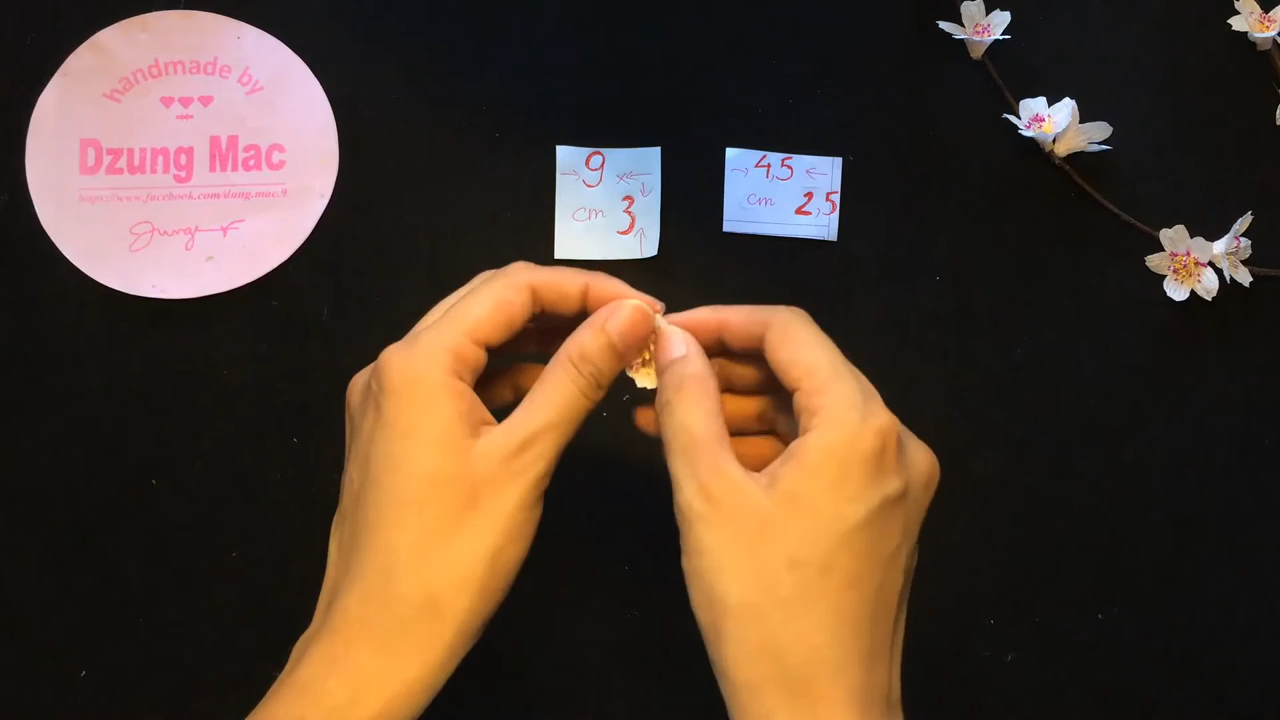 handmade by
Dzung Mac
https://www.facebook.com/dung.mac.9
9 x
cm 3
4,5
cm 2,5